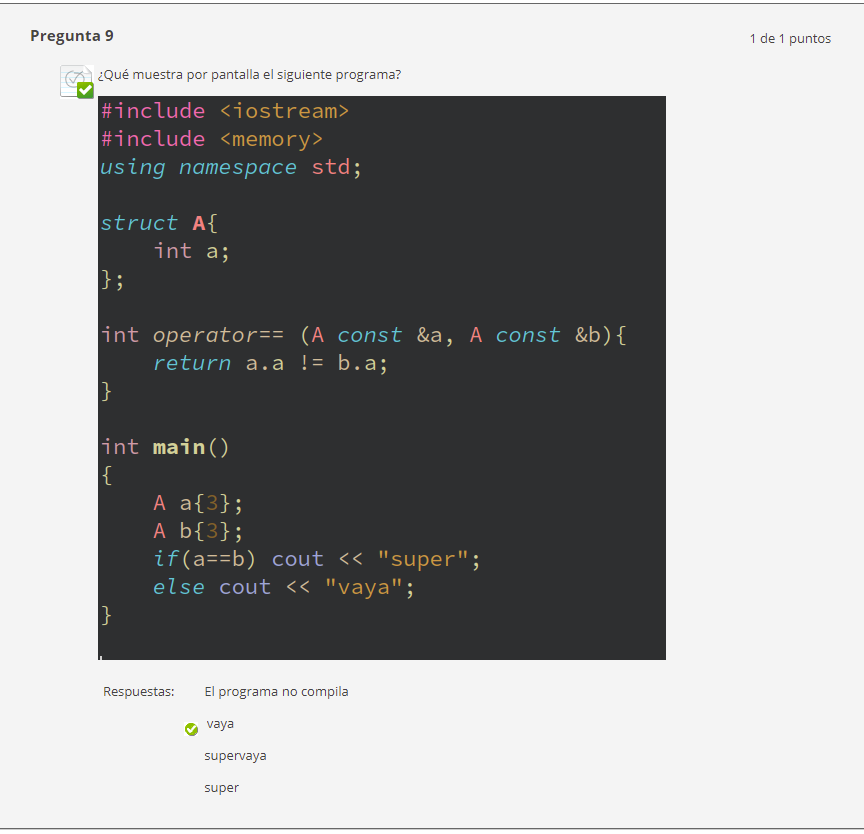 Pregunta 9
1 de 1 puntos
¿Qué muestra por pantalla el siguiente programa?
#include <iostream>
#include <memory>
using namespace std;
struct A{
    int a;
};
int operator== (A const &a, A const &b){
    return a.a != b.a;
}
int main()
{
    A a{3};
    A b{3};
    if(a==b) cout << "super";
    else cout << "vaya";
}
Respuestas:
El programa no compila
vaya
supervaya
super